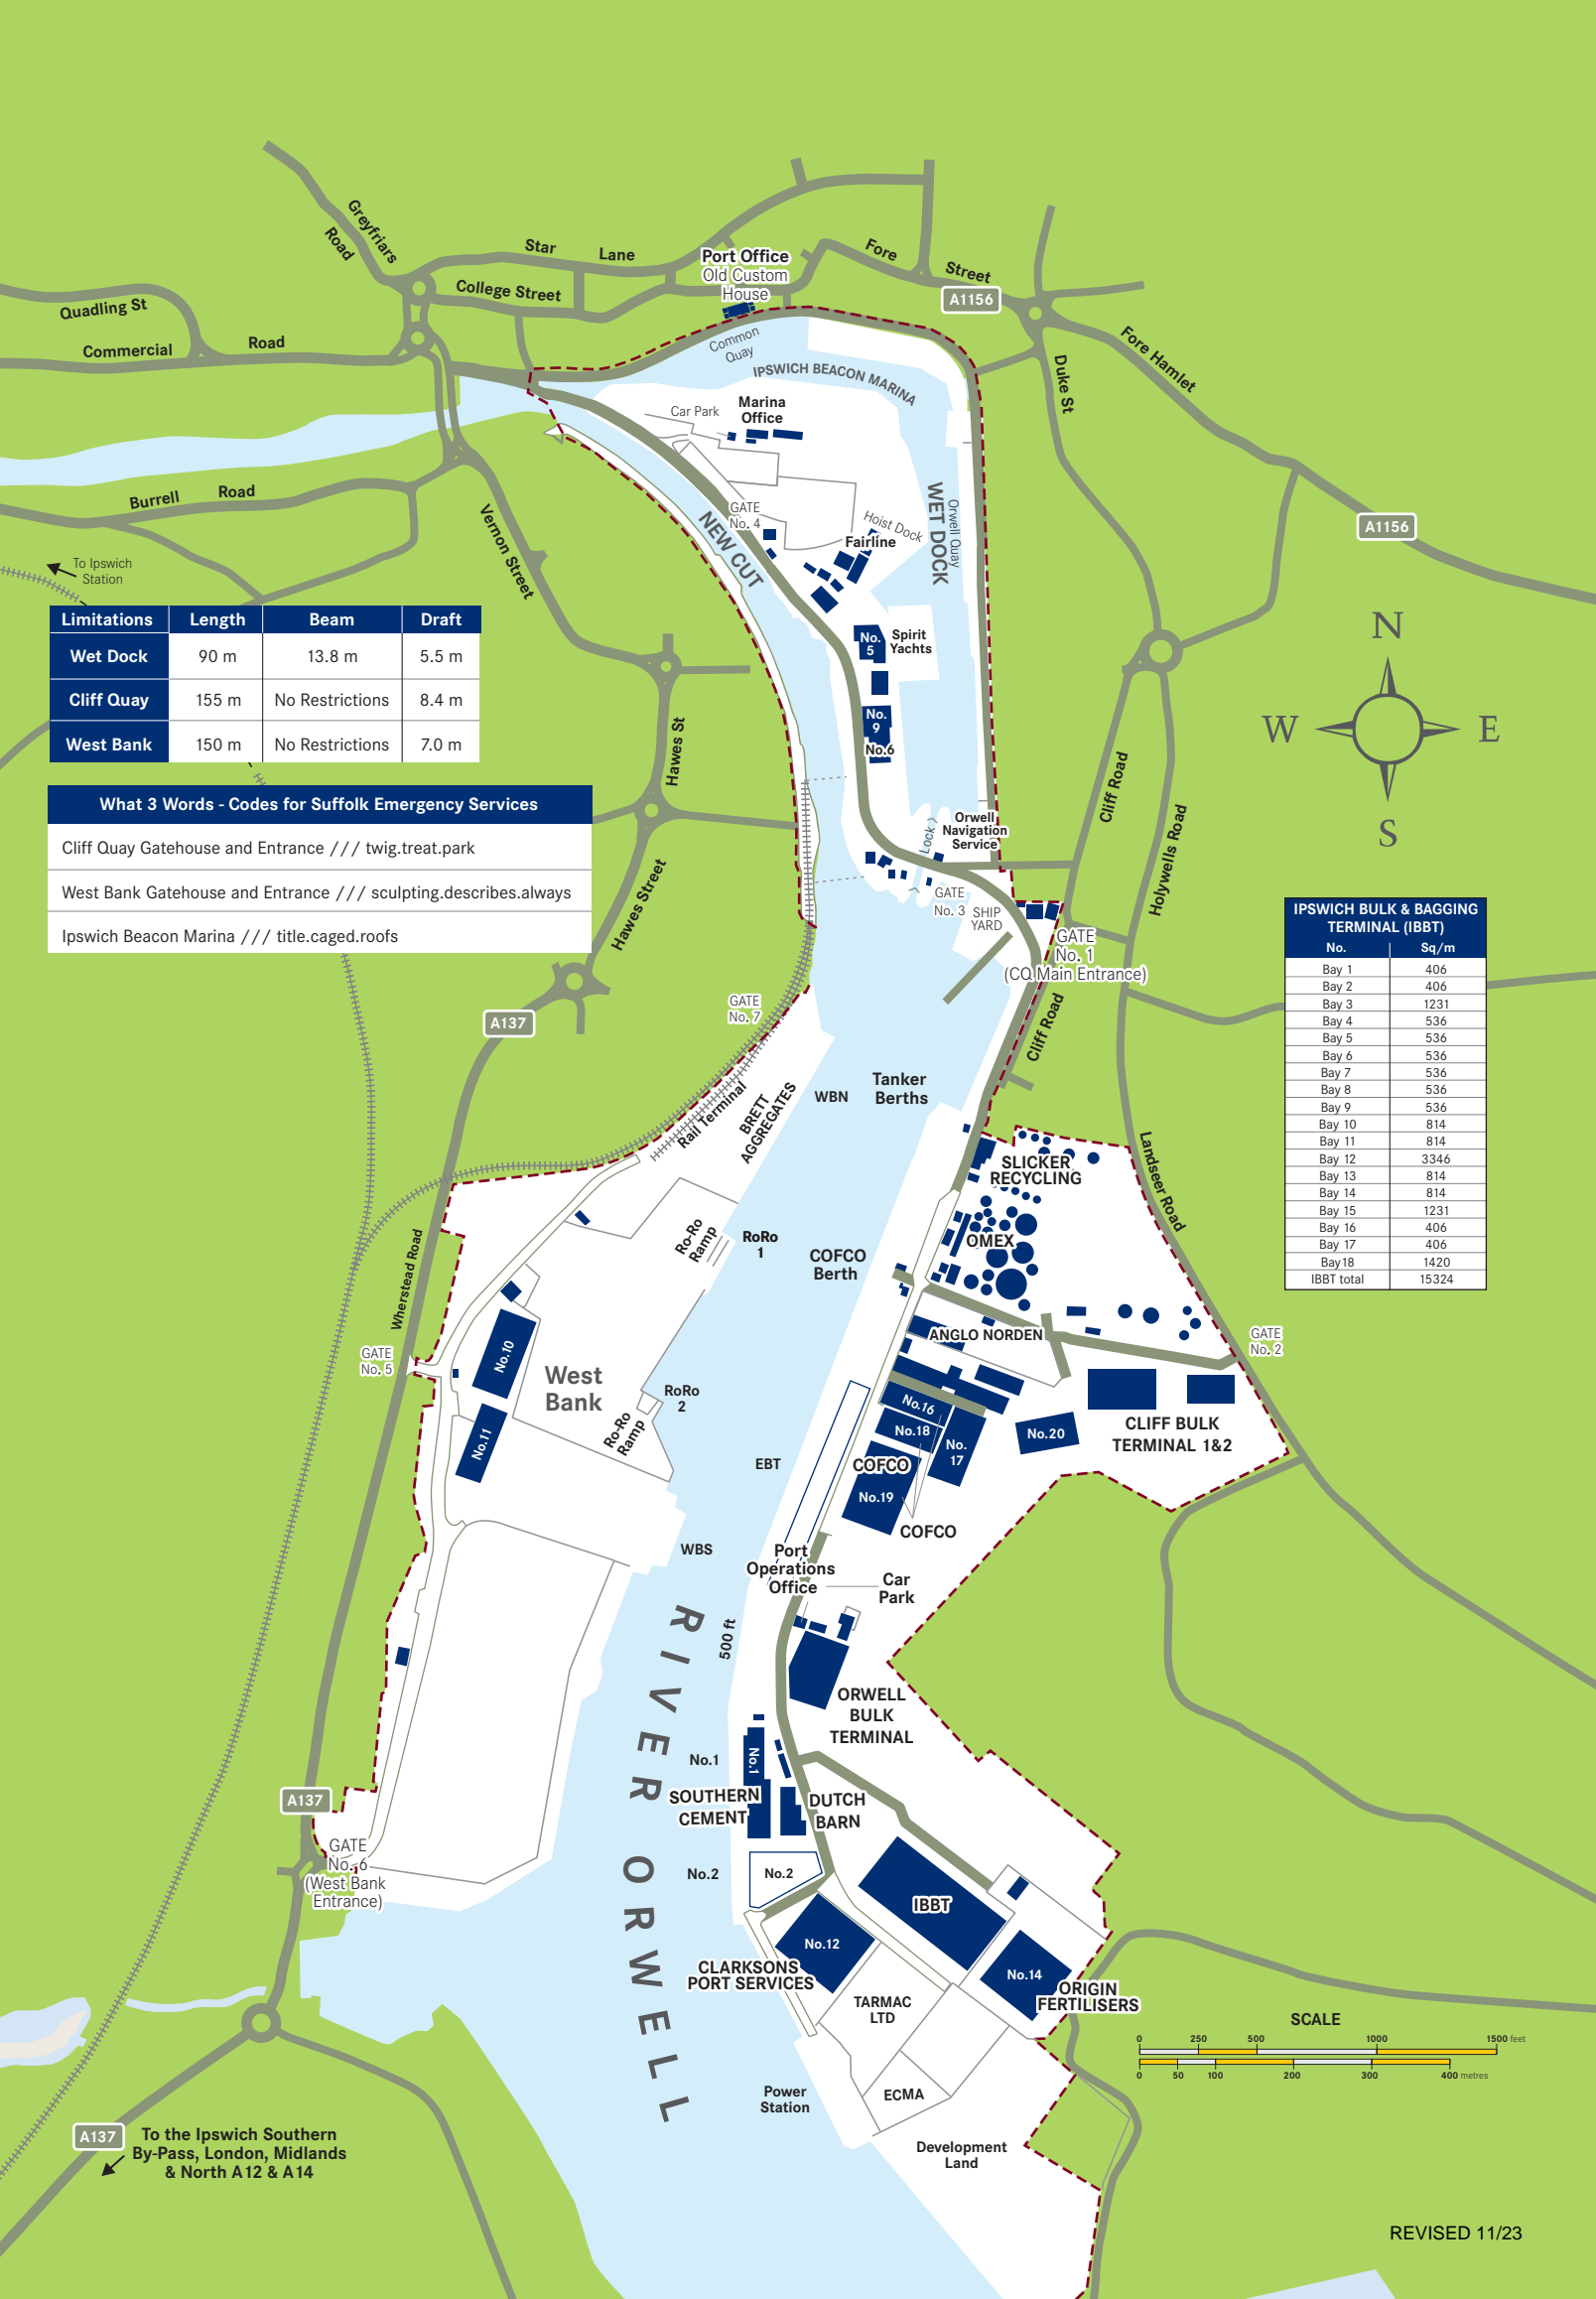 Greyfriars
Road
Star
Lane
Port Office
Old Custom
House
Fore
Street
A1156
Quadling St
College Street
Commercial
Road
Common
Quay
IPSWICH BEACON MARINA
Fore Hamlet
Duke St
Car Park
Marina
Office
Burrell
Road
Vernon Street
NEW CUT
GATE
No. 4
Hoist Dock
Fairline
WET DOCK
Orwell Quay
A1156
To Ipswich
Station
Limitations Length Beam Draft
Wet Dock 90 m 13.8 m 5.5 m
Cliff Quay 155 m No Restrictions 8.4 m
West Bank 150 m No Restrictions 7.0 m
No.
5
Spirit
Yachts
No.
9
No.6
Hawes St
N
W
E
S
What 3 Words - Codes for Suffolk Emergency Services
Cliff Quay Gatehouse and Entrance /// twig.treat.park
West Bank Gatehouse and Entrance /// sculpting.describes.always
Ipswich Beacon Marina /// title.caged.roofs
Hawes Street
Cliff Road
Holywells Road
Lock
Orwell
Navigation
Service
GATE
No. 3
SHIP
YARD
GATE
No. 1
(CQ Main Entrance)
Cliff Road
IPSWICH BULK & BAGGING
TERMINAL (IBBT)
No. Sq/m
Bay 1 406
Bay 2 406
Bay 3 1231
Bay 4 536
Bay 5 536
Bay 6 536
Bay 7 536
Bay 8 536
Bay 9 536
Bay 10 814
Bay 11 814
Bay 12 3346
Bay 13 814
Bay 14 814
Bay 15 1231
Bay 16 406
Bay 17 406
Bay18 1420
IBBT total 15324
A137
GATE
No. 7
Rail Terminal
BRETT
AGGREGATES
WBN
Tanker
Berths
SLICKER
RECYCLING
Landseer Road
Wherstead Road
Ro-Ro
Ramp
RoRo
1
COFCO
Berth
OMEX
ANGLO NORDEN
GATE
No. 2
GATE
No. 5
No.10
West
Bank
No.11
RoRo
2
Ro-Ro
Ramp
No.16
No.18
No.
17
No.20
CLIFF BULK
TERMINAL 1&2
EBT
COFCO
No.19
COFCO
WBS
Port
Operations
Office
Car
Park
500 ft
RIVER ORWELL
ORWELL
BULK
TERMINAL
No.1
No.1
SOUTHERN
CEMENT
DUTCH
BARN
A137
GATE
No. 6
(West Bank
Entrance)
No.2
No.2
IBBT
No.12
CLARKSONS
PORT SERVICES
No.14
ORIGIN
FERTILISERS
TARMAC
LTD
SCALE
0 250 500 1000 1500 feet
0 50 100 200 300 400 metres
Power
Station
ECMA
Development
Land
A137
To the Ipswich Southern
By-Pass, London, Midlands
& North A12 & A14
REVISED 11/23